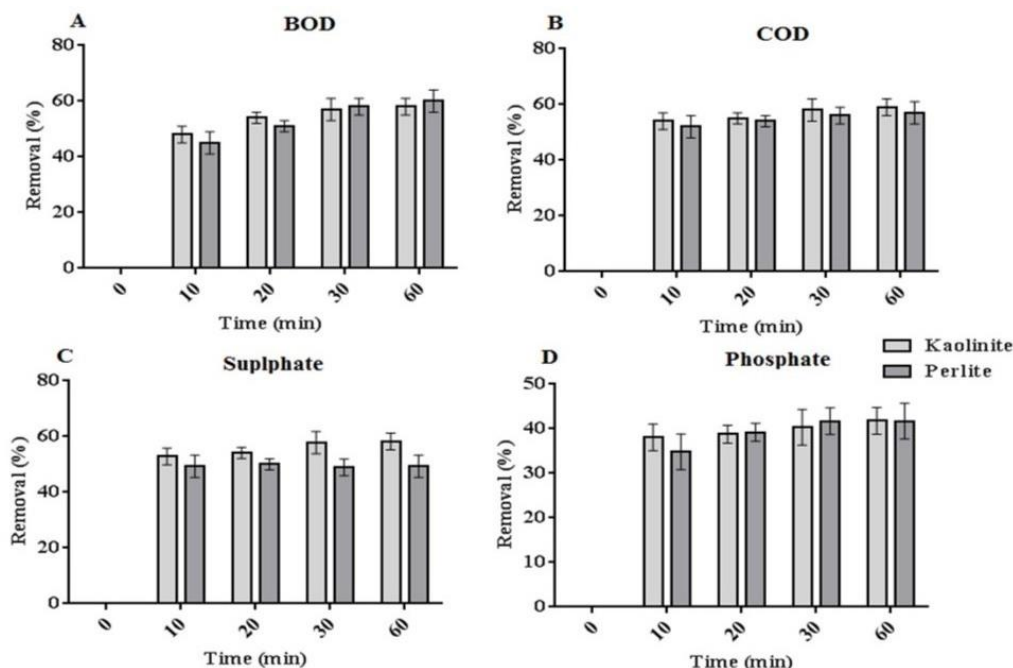 A
BOD
Removal (%)
80
60
40
20
0
0 10 20 30 60
Time (min)
B
COD
Removal (%)
80
60
40
20
0
0 10 20 30 60
Time (min)
C
Suplphate
Removal (%)
80
60
40
20
0
0 10 20 30 60
Time (min)
D
Phosphate
Removal (%)
50
40
30
20
10
0
0 10 20 30 60
Time (min)
Kaolinite
Perlite